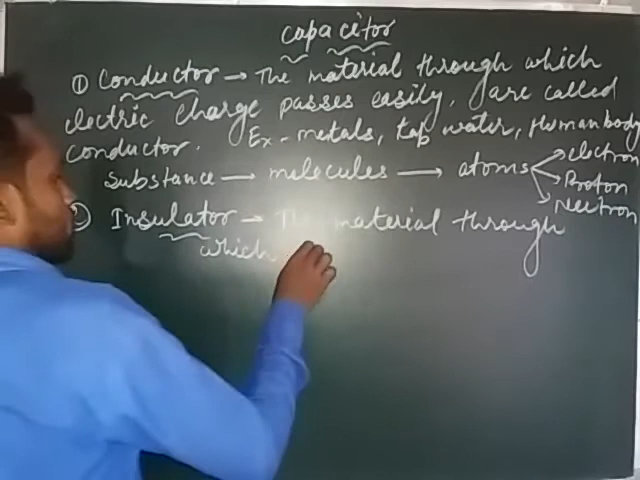 capacitor
① Conductor → The material through which
electric charge passes easily, are called
conductor. Ex - metals, tap water, Human body
Substance — molecules → atoms → electron
Proton
Neutron
② Insulator → The material through
which